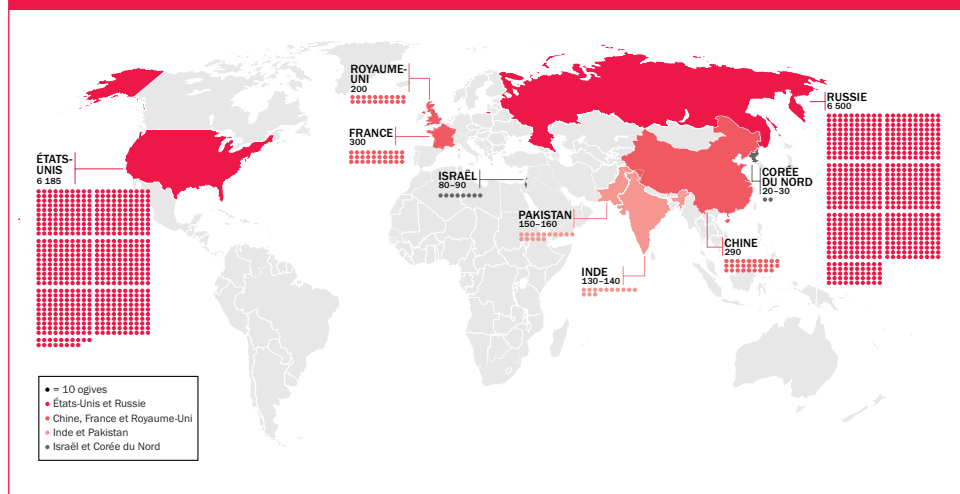 ROYAUME-
UNI
200
FRANCE
300
ÉTATS-
UNIS
6 185
ISRAËL
80–90
PAKISTAN
150–160
INDE
130–140
RUSSIE
6 500
CORÉE
DU NORD
20–30
CHINE
290
= 10 ogives
États-Unis et Russie
Chine, France et Royaume-Uni
Inde et Pakistan
Israël et Corée du Nord